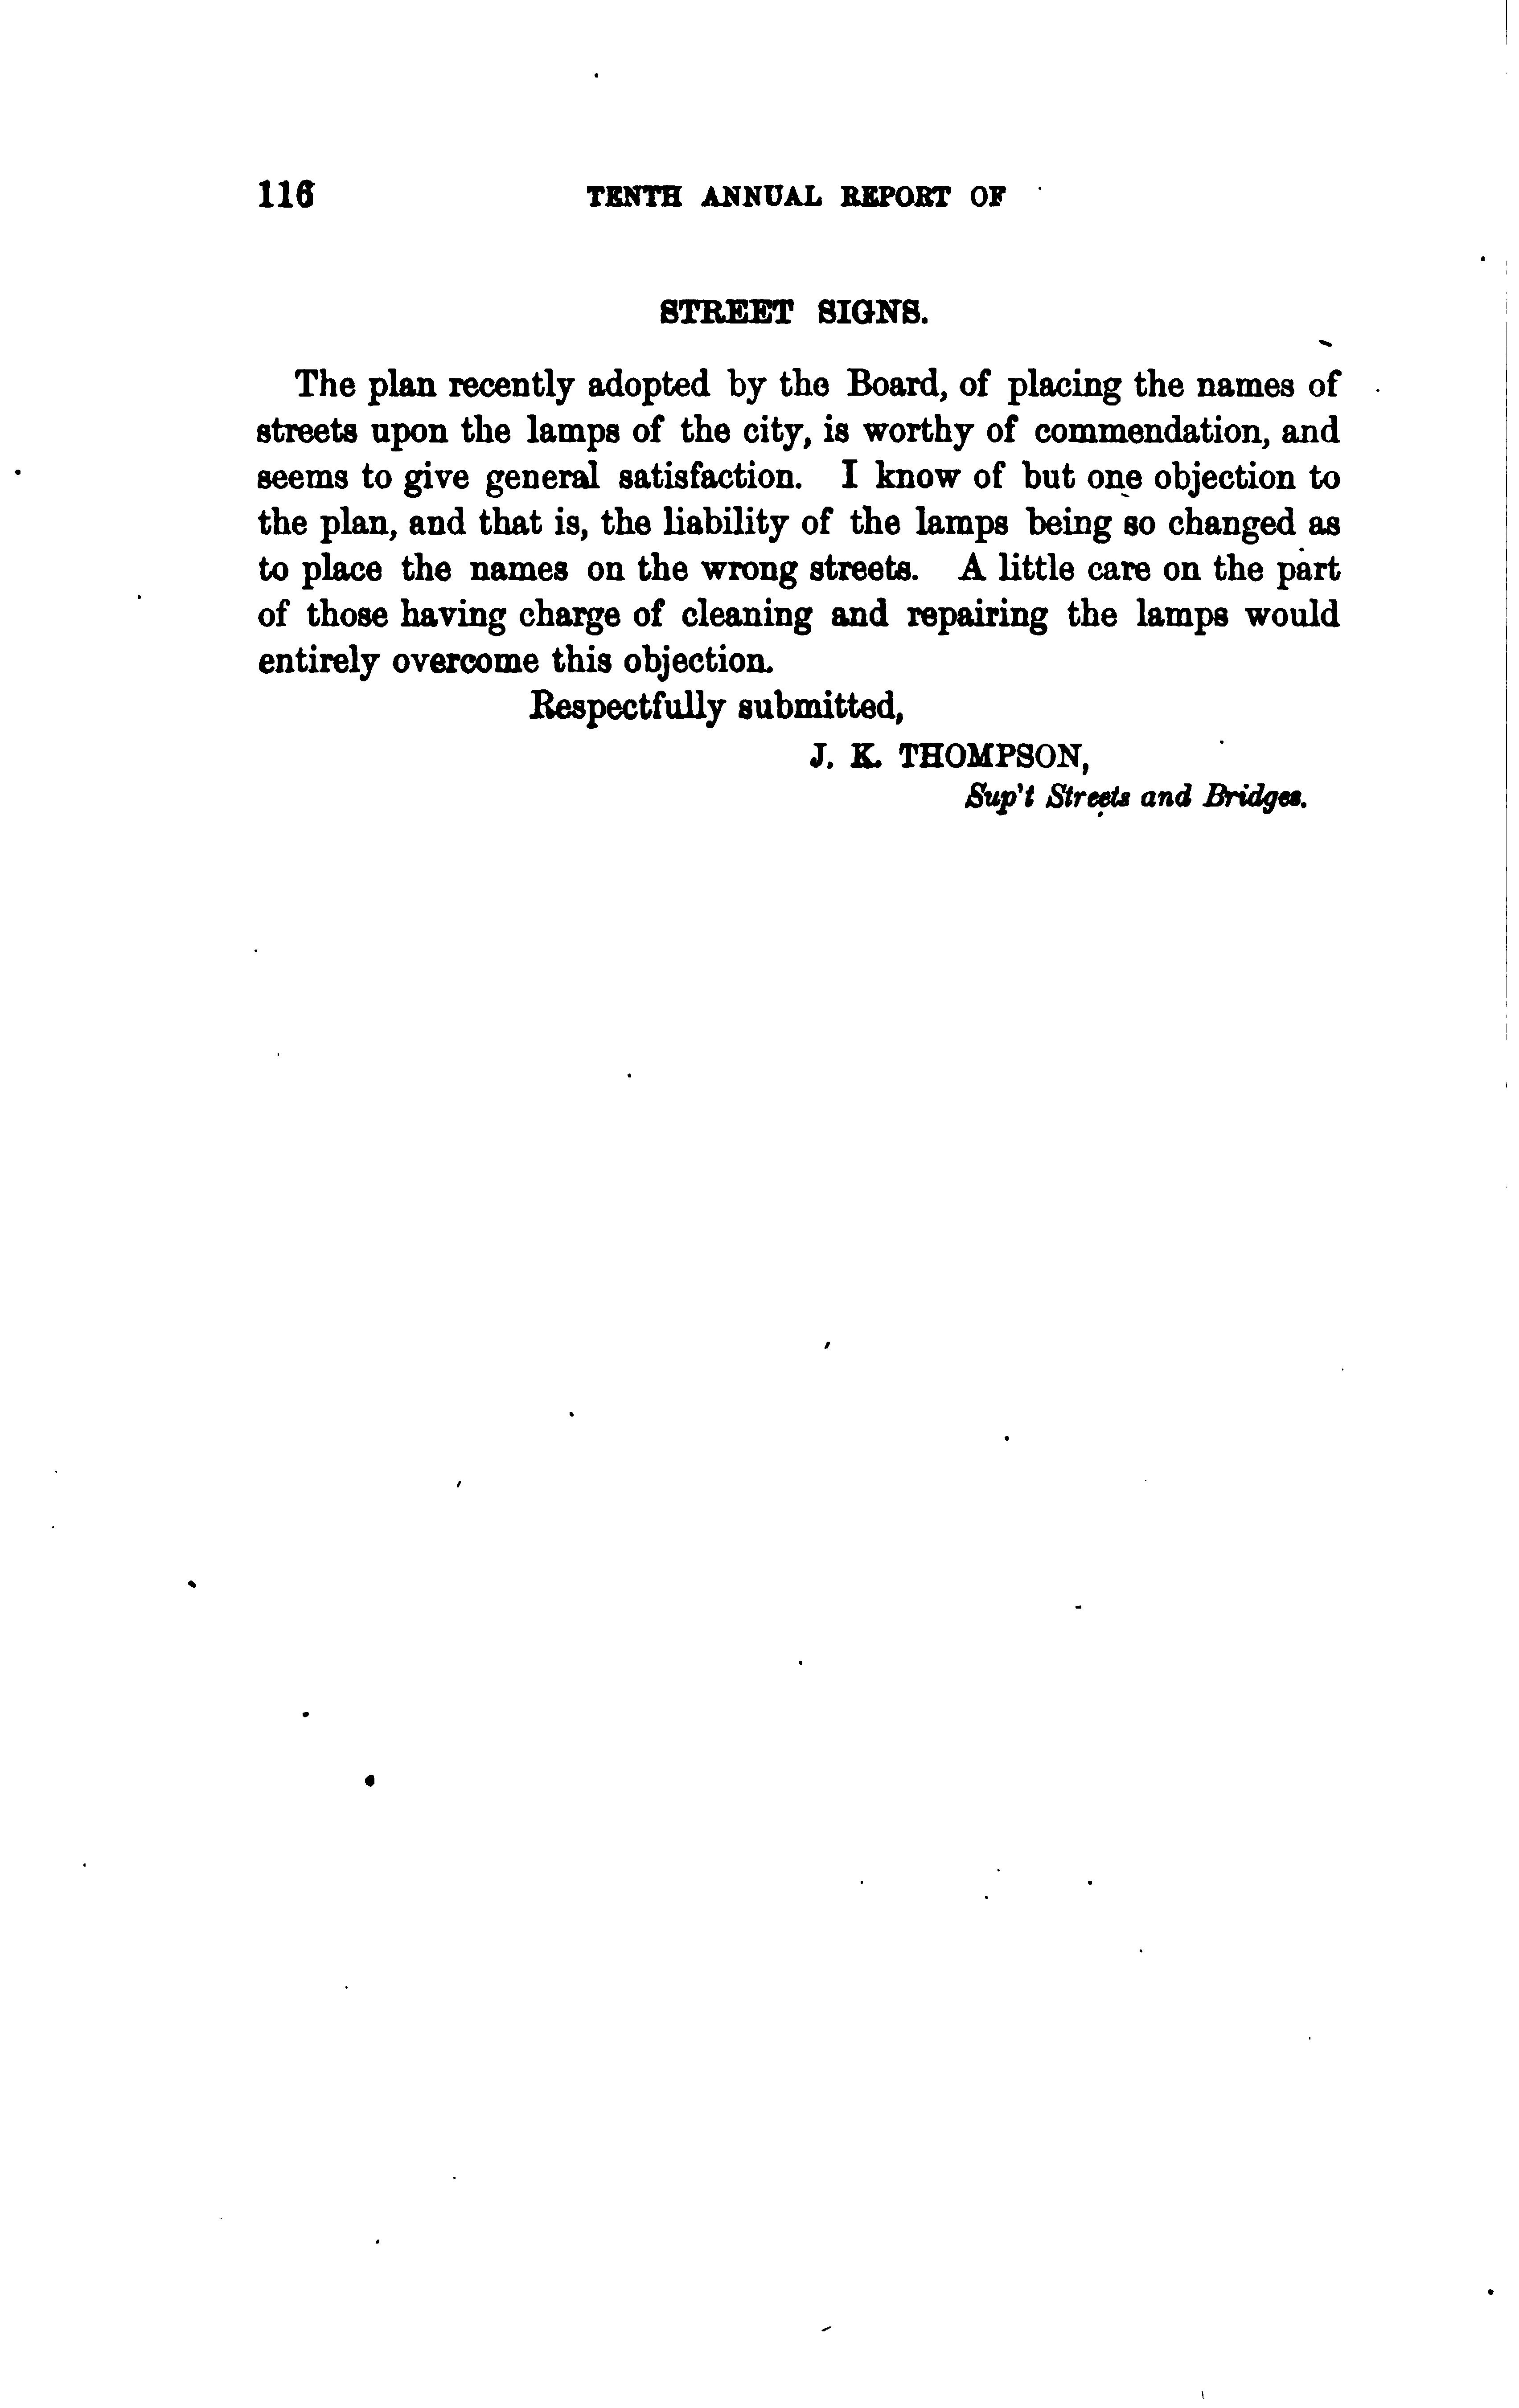 116 TENTH ANNUAL REPORT OF
STREET SIGNS.
The plan recently adopted by the Board, of placing the names of
streets upon the lamps of the city, is worthy of commendation, and
seems to give general satisfaction. I know of but one objection to
the plan, and that is, the liability of the lamps being so changed as
to place the names on the wrong streets. A little care on the part
of those having charge of cleaning and repairing the lamps would
entirely overcome this objection.
Respectfully submitted,
J. K. THOMPSON,
Sup't Streets and Bridges.